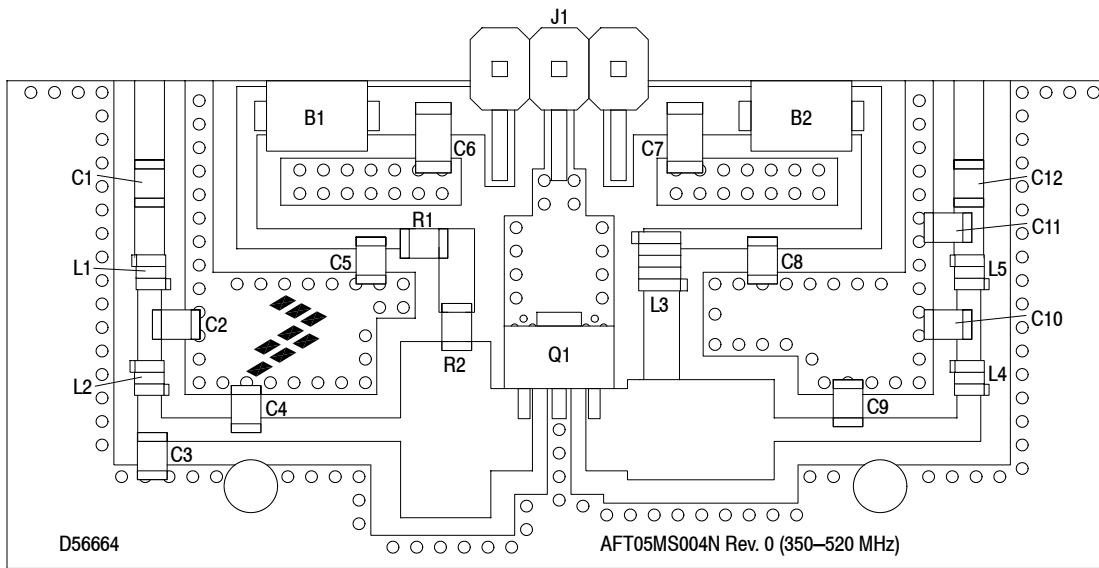 J1
B1
B2
C6
C7
C1
C12
R1
C11
C5
C8
L1
L5
L3
C2
C10
Q1
R2
L2
L4
C4
C9
C3
D56664
AFT05MS004N Rev. 0 (350–520 MHz)